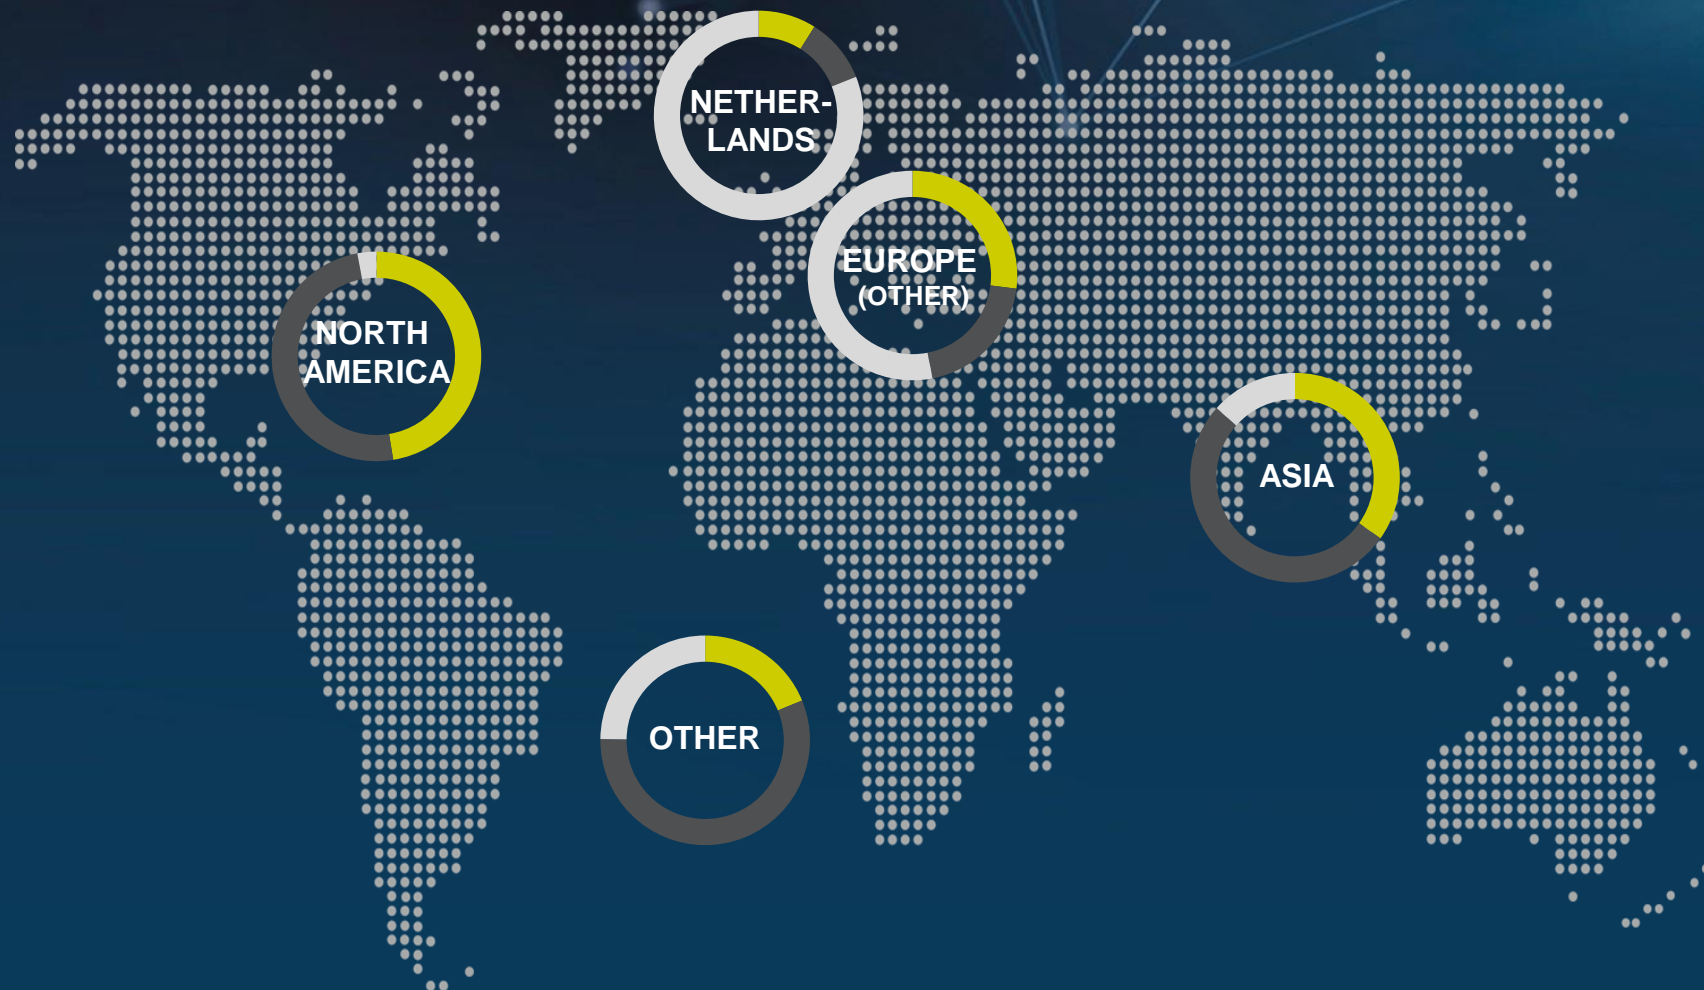 NETHER-
LANDS
EUROPE
(OTHER)
NORTH
AMERICA
ASIA
OTHER